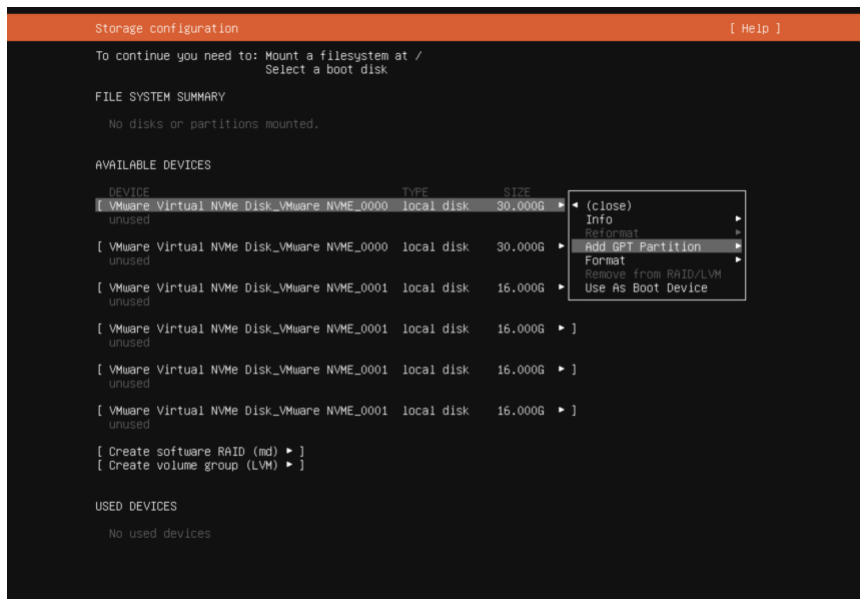 Storage configuration [ Help ]
To continue you need to: Mount a filesystem at /
Select a boot disk
FILE SYSTEM SUMMARY
No disks or partitions mounted.
AVAILABLE DEVICES
DEVICE TYPE SIZE
[ VMware Virtual NVMe Disk_VMware NVME_0000 local disk 30.000G ▸ ◂ (close)
unused Info ▸
Reformat ▸
[ VMware Virtual NVMe Disk_VMware NVME_0000 local disk 30.000G ▸ Add GPT Partition ▸
unused Format ▸
Remove from RAID/LVM
[ VMware Virtual NVMe Disk_VMware NVME_0001 local disk 16.000G ▸ Use As Boot Device
unused
[ VMware Virtual NVMe Disk_VMware NVME_0001 local disk 16.000G ▸ ]
unused
[ VMware Virtual NVMe Disk_VMware NVME_0001 local disk 16.000G ▸ ]
unused
[ VMware Virtual NVMe Disk_VMware NVME_0001 local disk 16.000G ▸ ]
unused
[ Create software RAID (md) ▸ ]
[ Create volume group (LVM) ▸ ]
USED DEVICES
No used devices